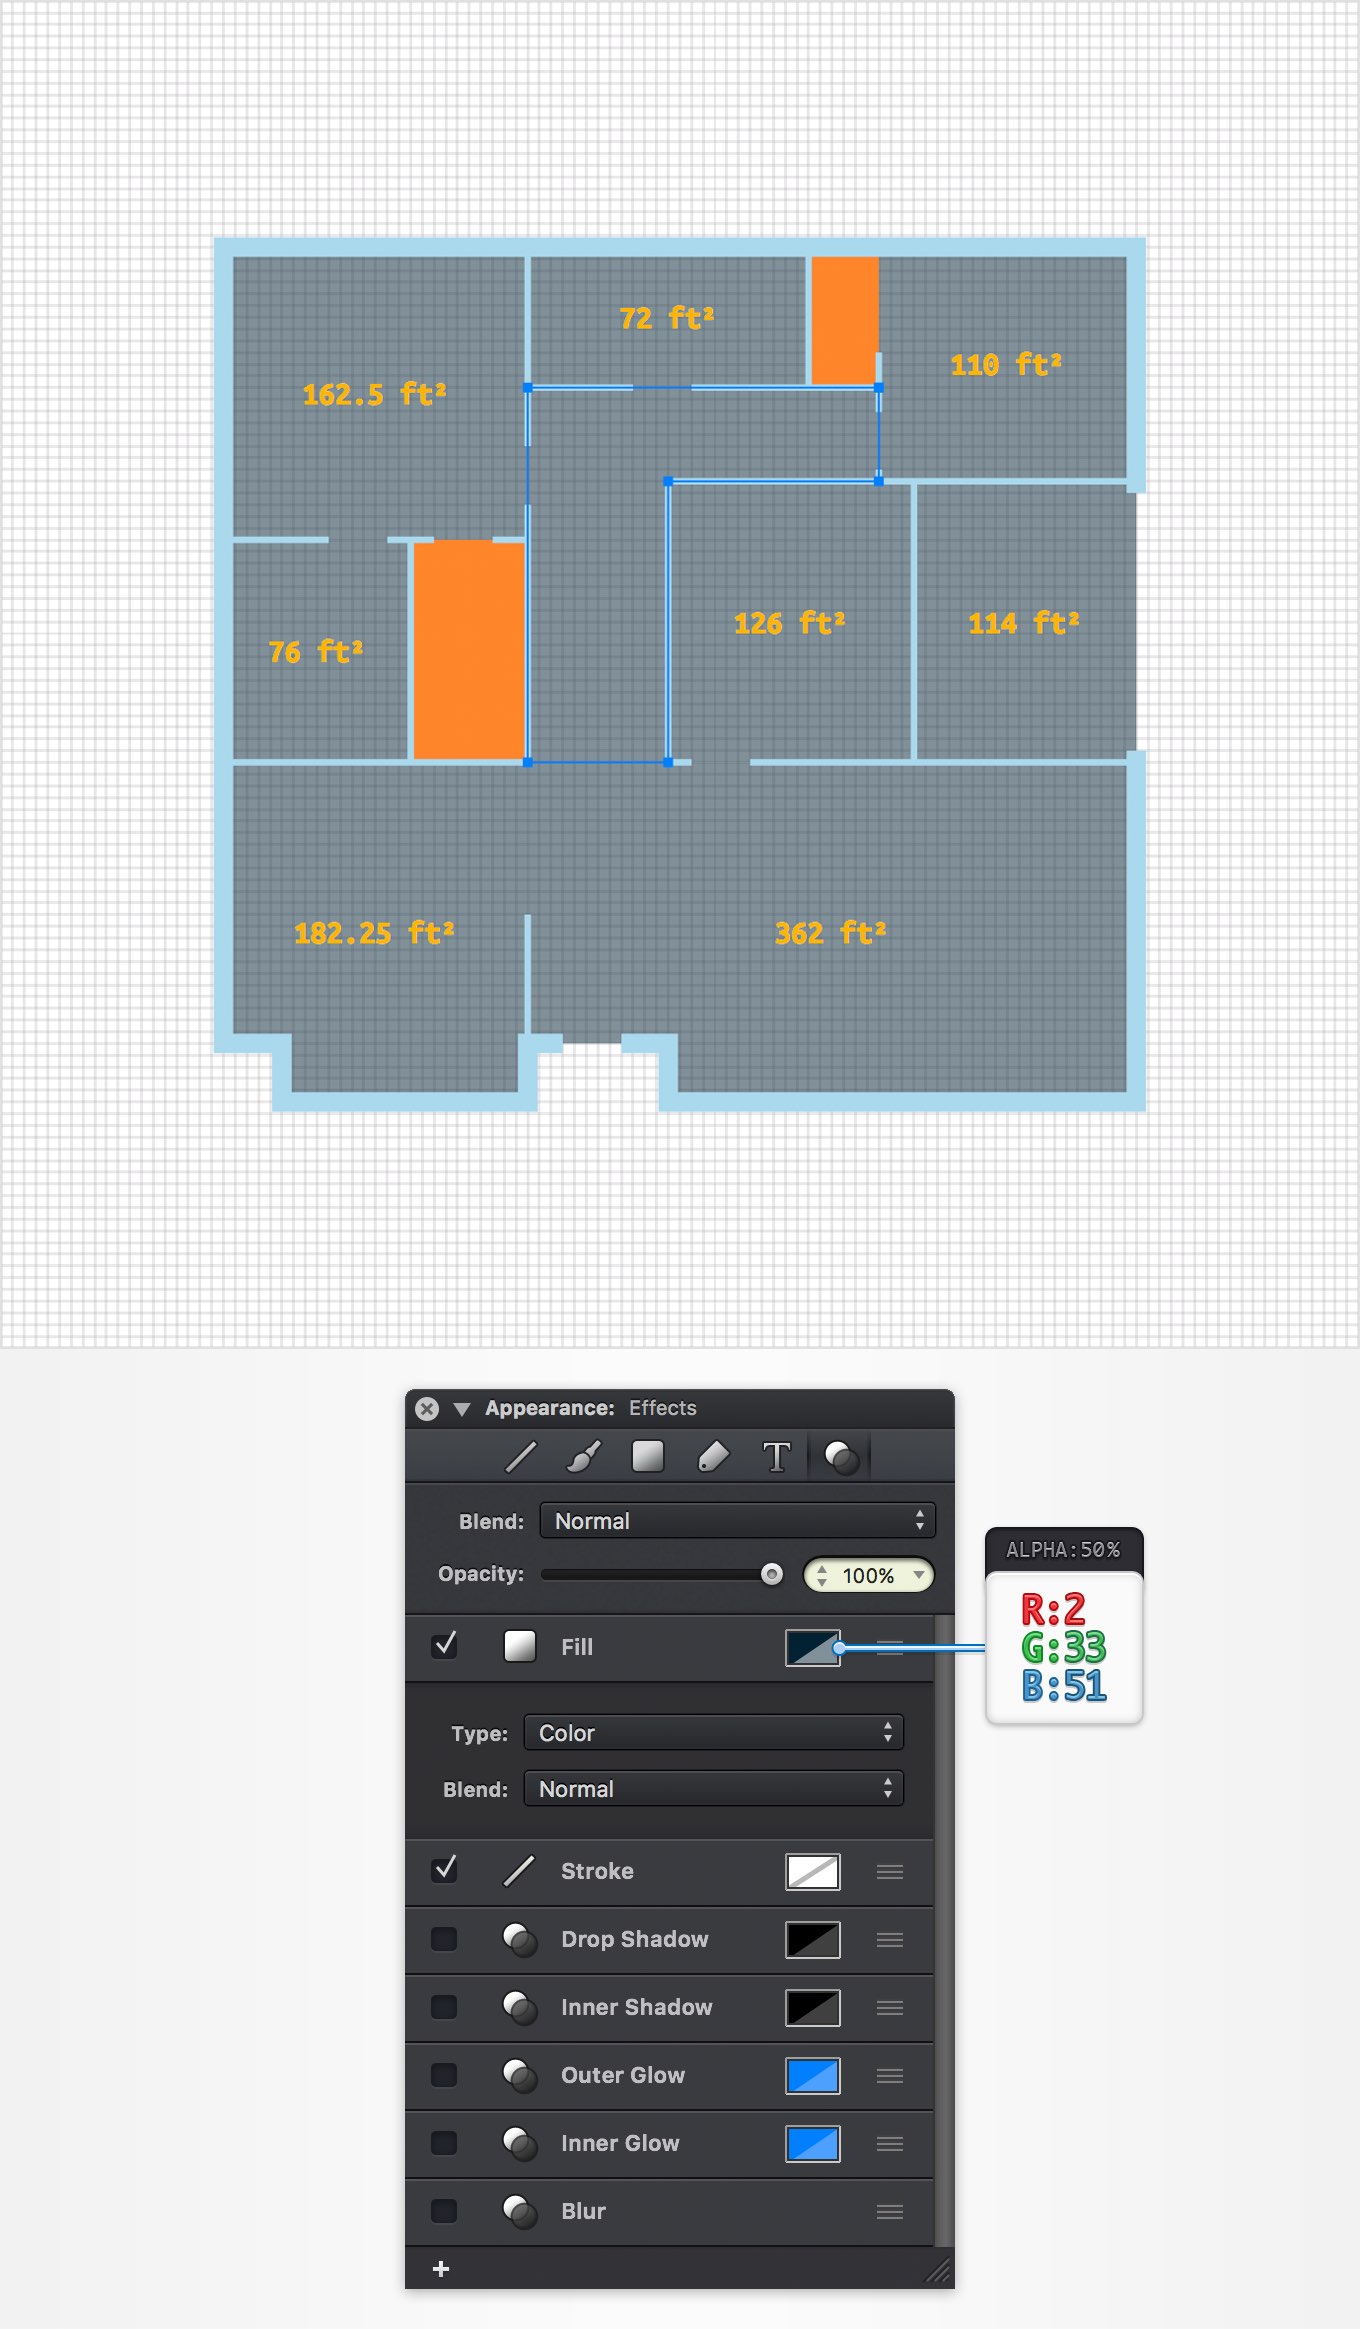 72 ft²
110 ft²
162.5 ft²
126 ft²
114 ft²
76 ft²
182.25 ft²
362 ft²
Appearance: Effects
T
Blend: Normal
Opacity: 100%
ALPHA:50%
R:2
G:33
B:51
Fill
Type: Color
Blend: Normal
Stroke
Drop Shadow
Inner Shadow
Outer Glow
Inner Glow
Blur